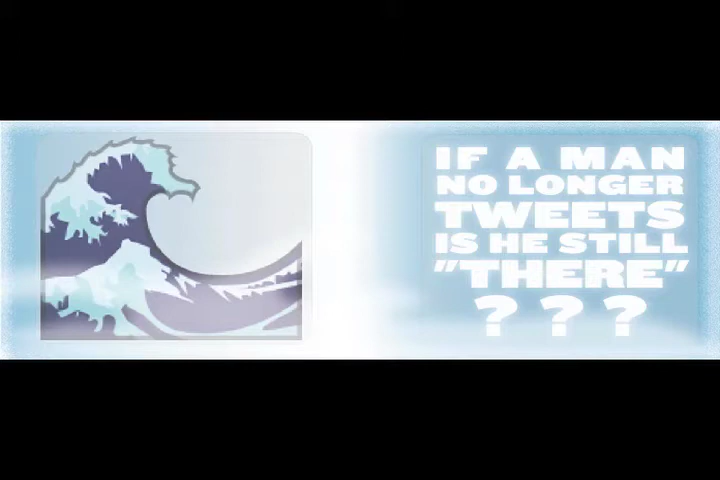 IF A MAN
NO LONGER
TWEETS
IS HE STILL
"THERE"
? ? ?